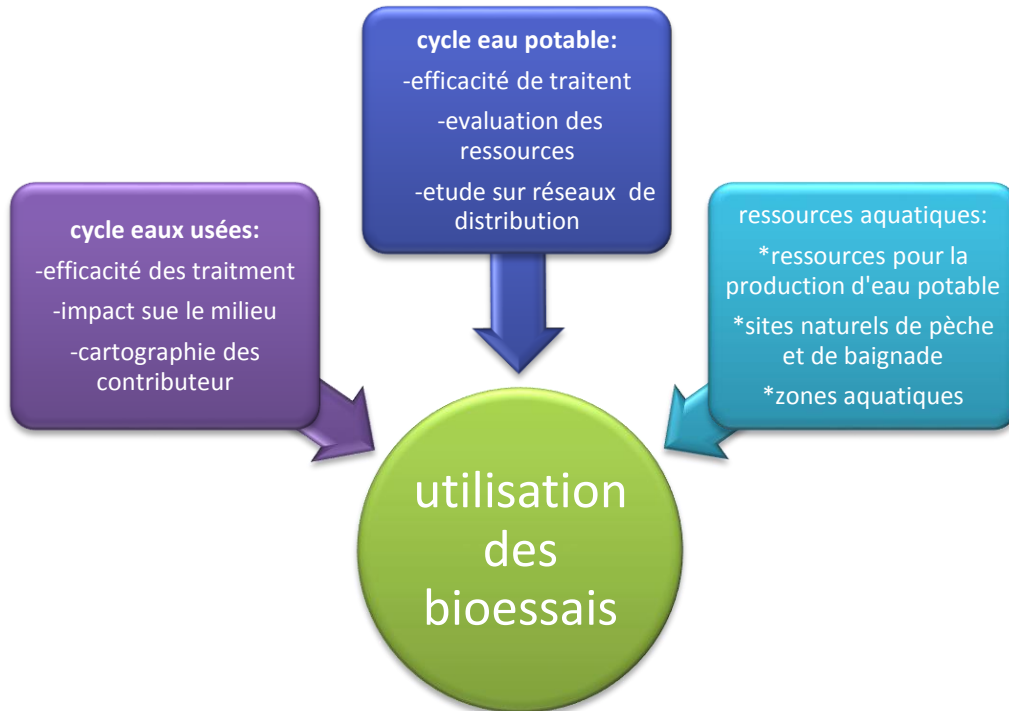 cycle eau potable:
-efficacité de traitent
-evaluation des
ressources
-etude sur réseaux de
distribution
cycle eaux usées:
-efficacité des traitment
-impact sue le milieu
-cartographie des
contributeur
ressources aquatiques:
*ressources pour la
production d'eau potable
*sites naturels de pèche
et de baignade
*zones aquatiques
utilisation
des
bioessais